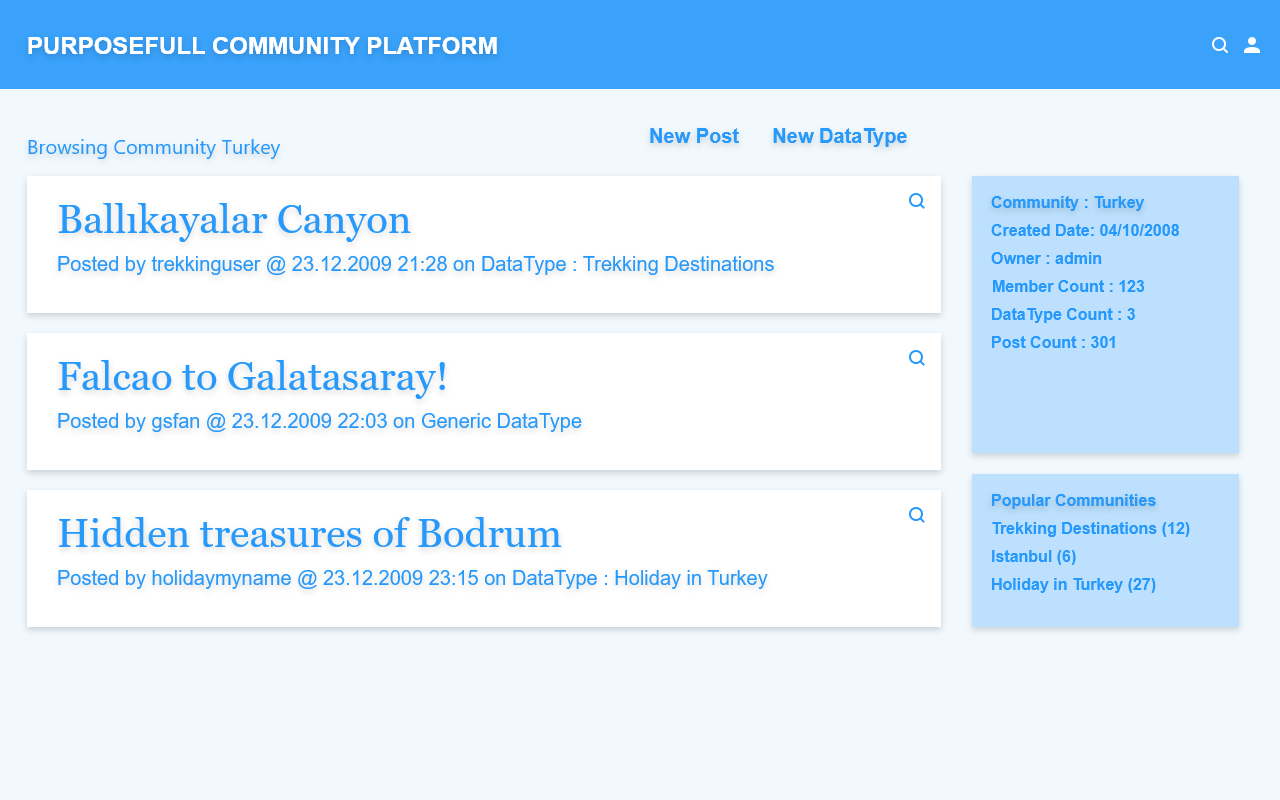 PURPOSEFULL COMMUNITY PLATFORM
Browsing Community Turkey
New Post
New DataType
Ballıkayalar Canyon
Posted by trekkinguser @ 23.12.2009 21:28 on DataType : Trekking Destinations
Falcao to Galatasaray!
Posted by gsfan @ 23.12.2009 22:03 on Generic DataType
Hidden treasures of Bodrum
Posted by holidaymyname @ 23.12.2009 23:15 on DataType : Holiday in Turkey
Community : Turkey
Created Date: 04/10/2008
Owner : admin
Member Count : 123
DataType Count : 3
Post Count : 301
Popular Communities
Trekking Destinations (12)
Istanbul (6)
Holiday in Turkey (27)